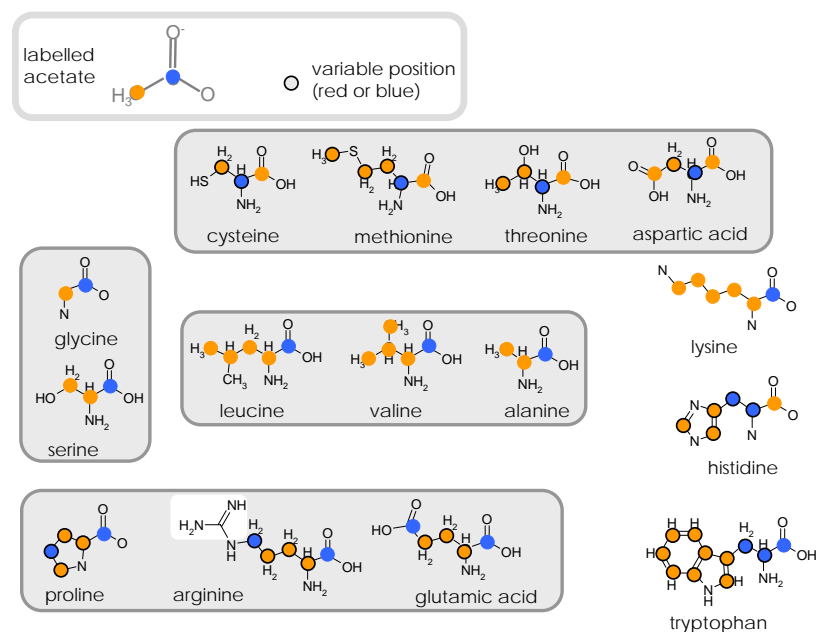 O-
labelled
acetate
H3
O
variable position
(red or blue)
H2
H
O
HS
OH
NH2
cysteine
H3
S
H2
H2
H
O
OH
H2N
methionine
OH
H3
H
H
O
OH
NH2
threonine
O
OH
H2
H
O
OH
NH2
aspartic acid
O
O
N
glycine
H2
HO
H
O
OH
NH2
serine
H3
H
CH3
H2
H
O
OH
NH2
leucine
H3
H3
H
H
O
OH
NH2
valine
H3
H
O
OH
NH2
alanine
N
N
O
O
lysine
N
N
N
O
O
histidine
O
O
N
proline
NH
H2N
N
H
H2
H2
H2
H
O
OH
NH2
arginine
O
HO
H2
H2
H
O
OH
NH2
glutamic acid
H
H
H
H
H
H
N
H
H2
H
O
OH
NH2
tryptophan